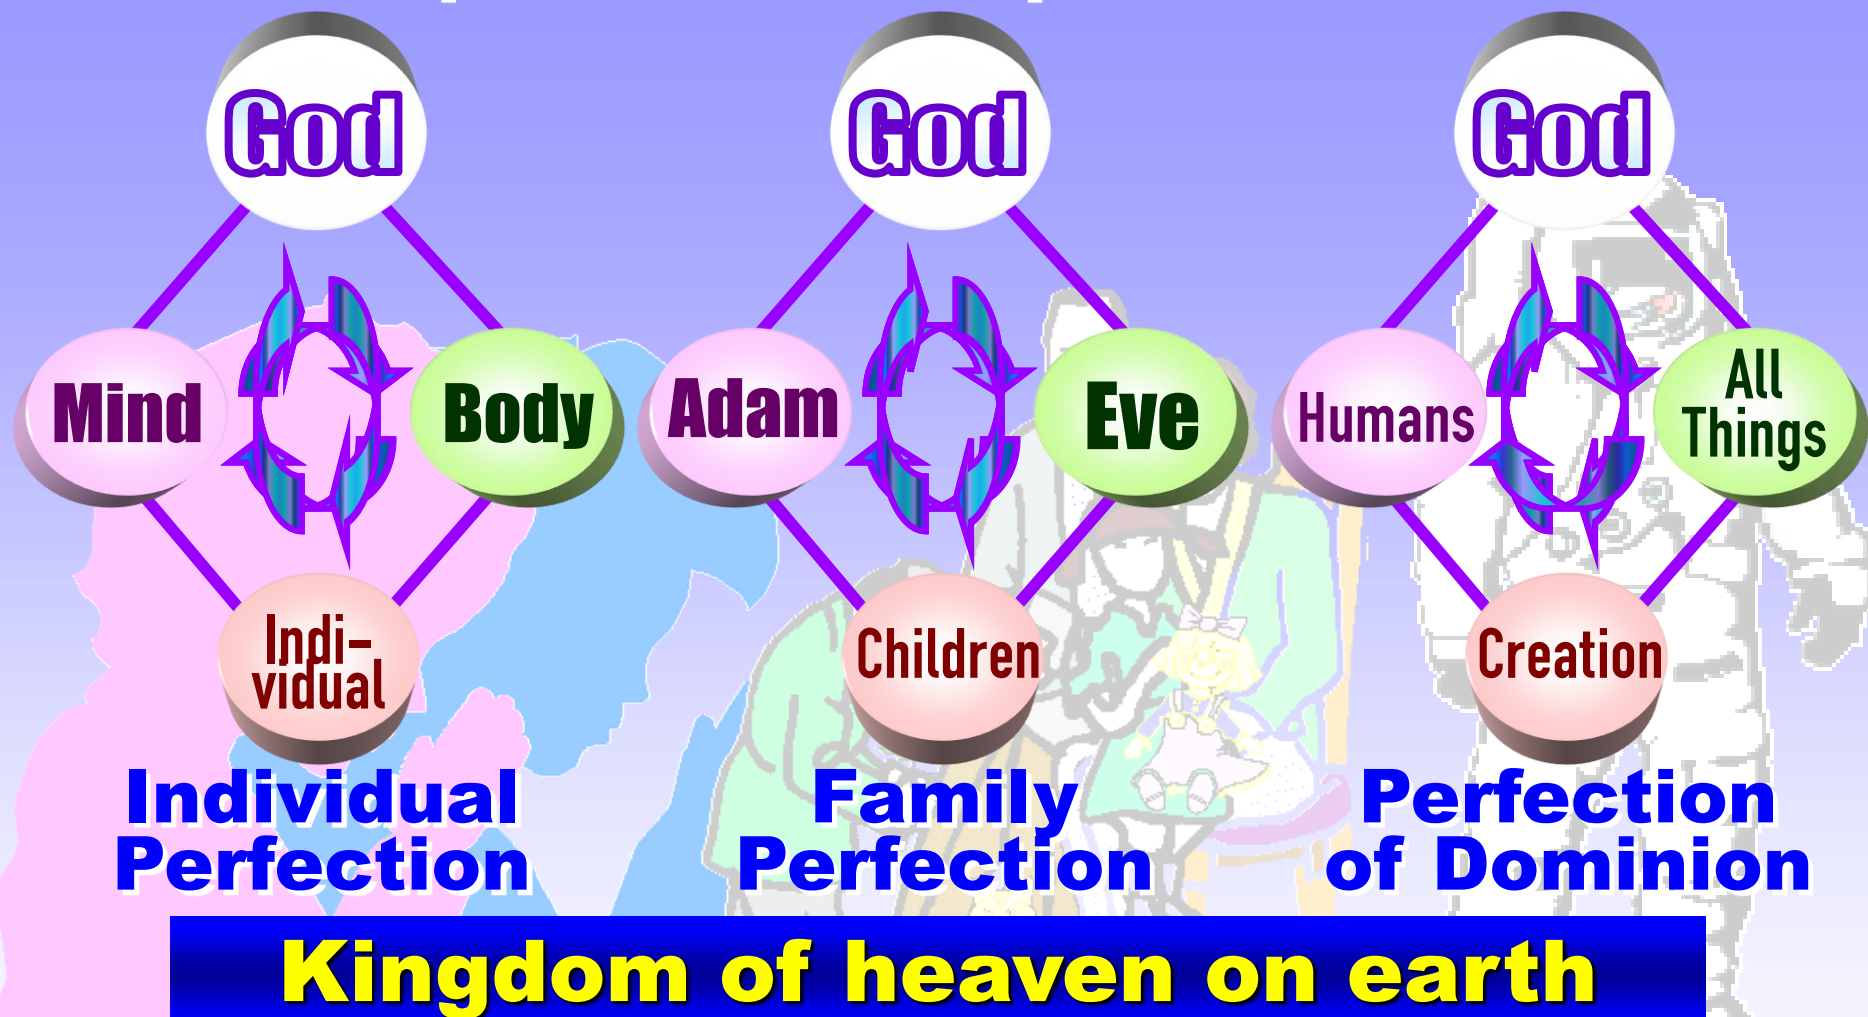 God
Mind
Body
Indi-
vidual
Individual
Perfection
God
Adam
Eve
Children
Family
Perfection
God
Humans
All
Things
Creation
Perfection
of Dominion
Kingdom of heaven on earth